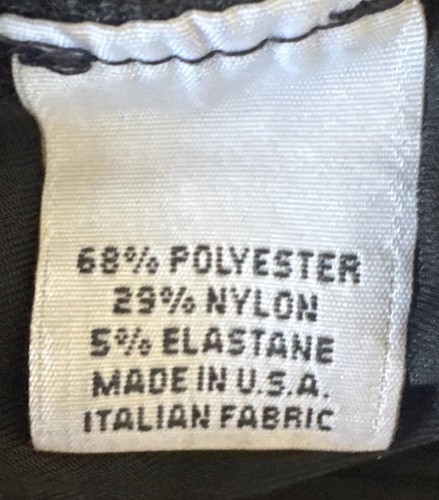 68% POLYESTER
29% NYLON
5% ELASTANE
MADE IN U.S.A.
ITALIAN FABRIC